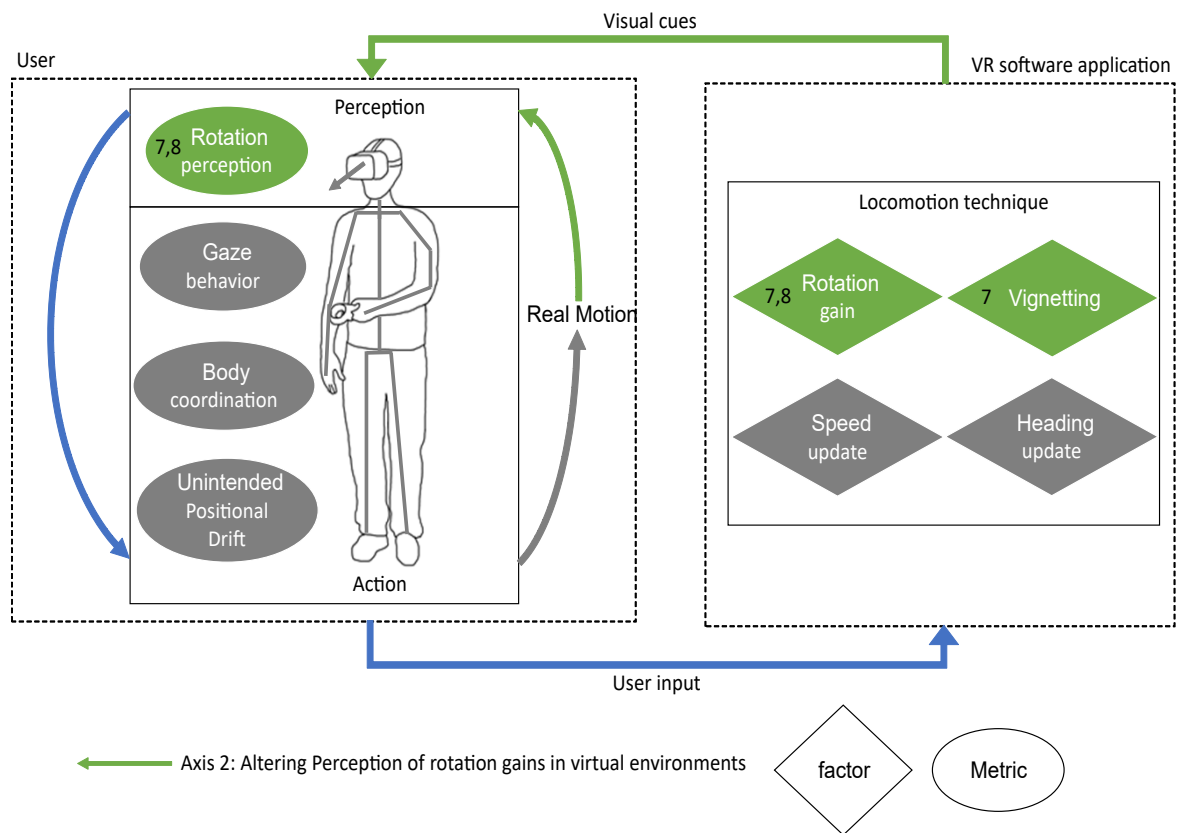 Visual cues
User
VR software application
Perception
7,8 Rotation
perception
Locomotion technique
Gaze
behavior
7,8 Rotation
gain
7 Vignetting
Real Motion
Body
coordination
Speed
update
Heading
update
Unintended
Positional
Drift
Action
User input
Axis 2: Altering Perception of rotation gains in virtual environments
factor
Metric